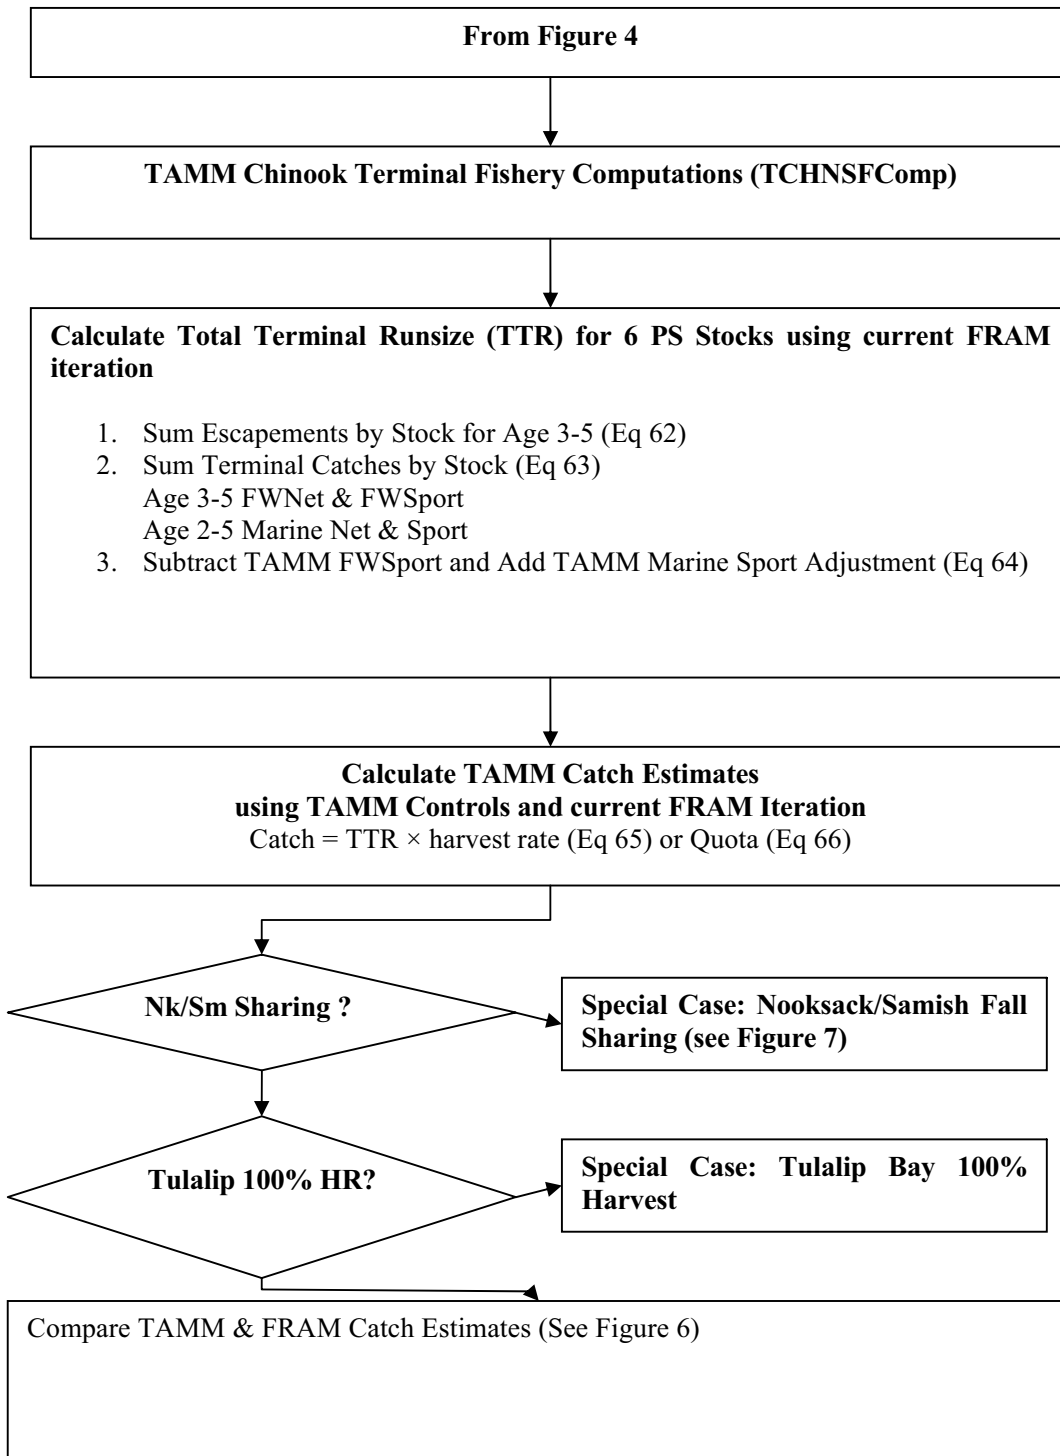 From Figure 4
TAMM Chinook Terminal Fishery Computations (TCHNSFComp)
Calculate Total Terminal Runsize (TTR) for 6 PS Stocks using current FRAM
iteration
1. Sum Escapements by Stock for Age 3-5 (Eq 62)
2. Sum Terminal Catches by Stock (Eq 63)
Age 3-5 FWNet & FWSport
Age 2-5 Marine Net & Sport
3. Subtract TAMM FWSport and Add TAMM Marine Sport Adjustment (Eq 64)
Calculate TAMM Catch Estimates
using TAMM Controls and current FRAM Iteration
Catch = TTR × harvest rate (Eq 65) or Quota (Eq 66)
Nk/Sm Sharing ?
Special Case: Nooksack/Samish Fall
Sharing (see Figure 7)
Tulalip 100% HR?
Special Case: Tulalip Bay 100%
Harvest
Compare TAMM & FRAM Catch Estimates (See Figure 6)